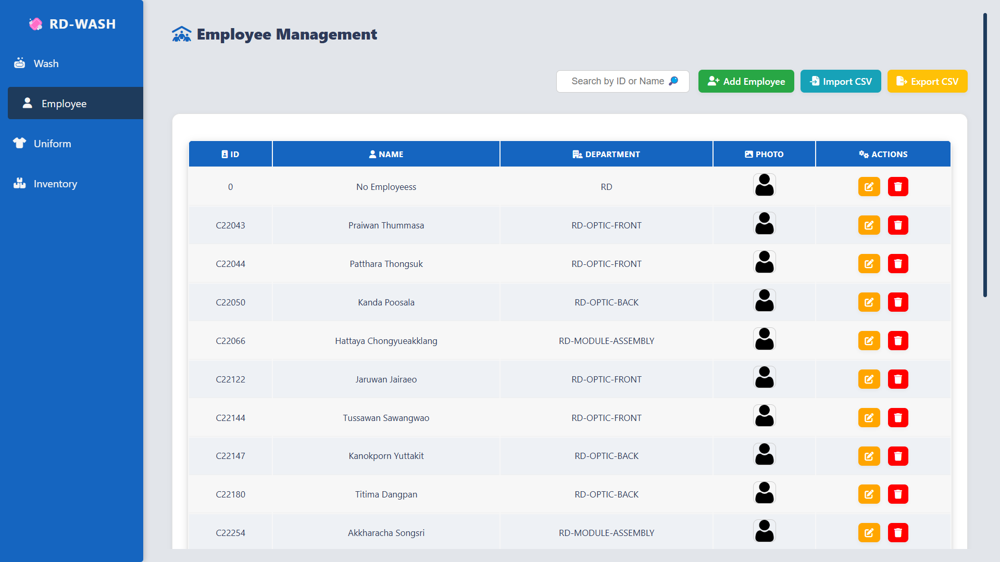 RD-WASH
Wash
Employee
Uniform
Inventory
Employee Management
Search by ID or Name
Add Employee
Import CSV
Export CSV
ID NAME DEPARTMENT PHOTO ACTIONS
0 No Employeess RD
C22043 Praiwan Thummasa RD-OPTIC-FRONT
C22044 Patthara Thongsuk RD-OPTIC-FRONT
C22050 Kanda Poosala RD-OPTIC-BACK
C22066 Hattaya Chongyueakklang RD-MODULE-ASSEMBLY
C22122 Jaruwan Jairaeo RD-OPTIC-FRONT
C22144 Tussawan Sawangwao RD-OPTIC-FRONT
C22147 Kanokporn Yuttakit RD-OPTIC-BACK
C22180 Titima Dangpan RD-OPTIC-BACK
C22254 Akkharacha Songsri RD-MODULE-ASSEMBLY